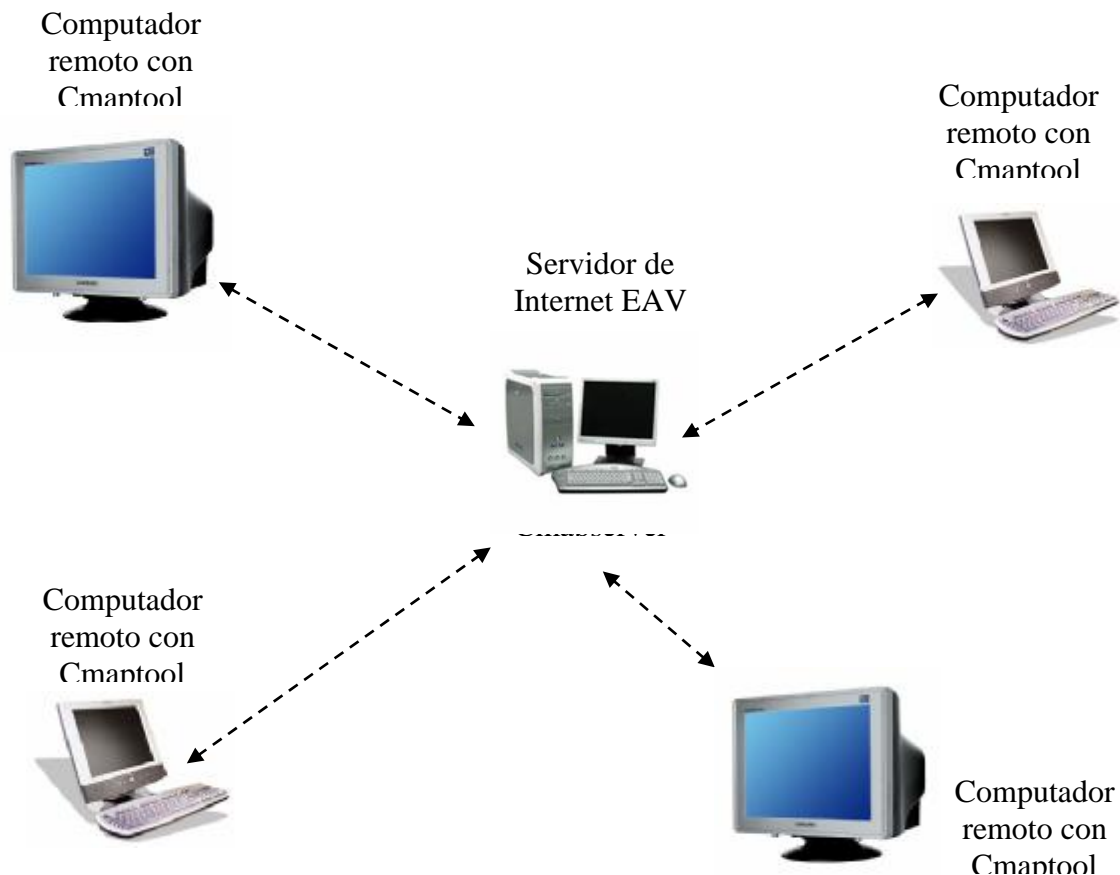 Computador
remoto con
Cmaptool
Computador
remoto con
Cmaptool
Servidor de
Internet EAV
Computador
remoto con
Cmaptool
Computador
remoto con
Cmaptool